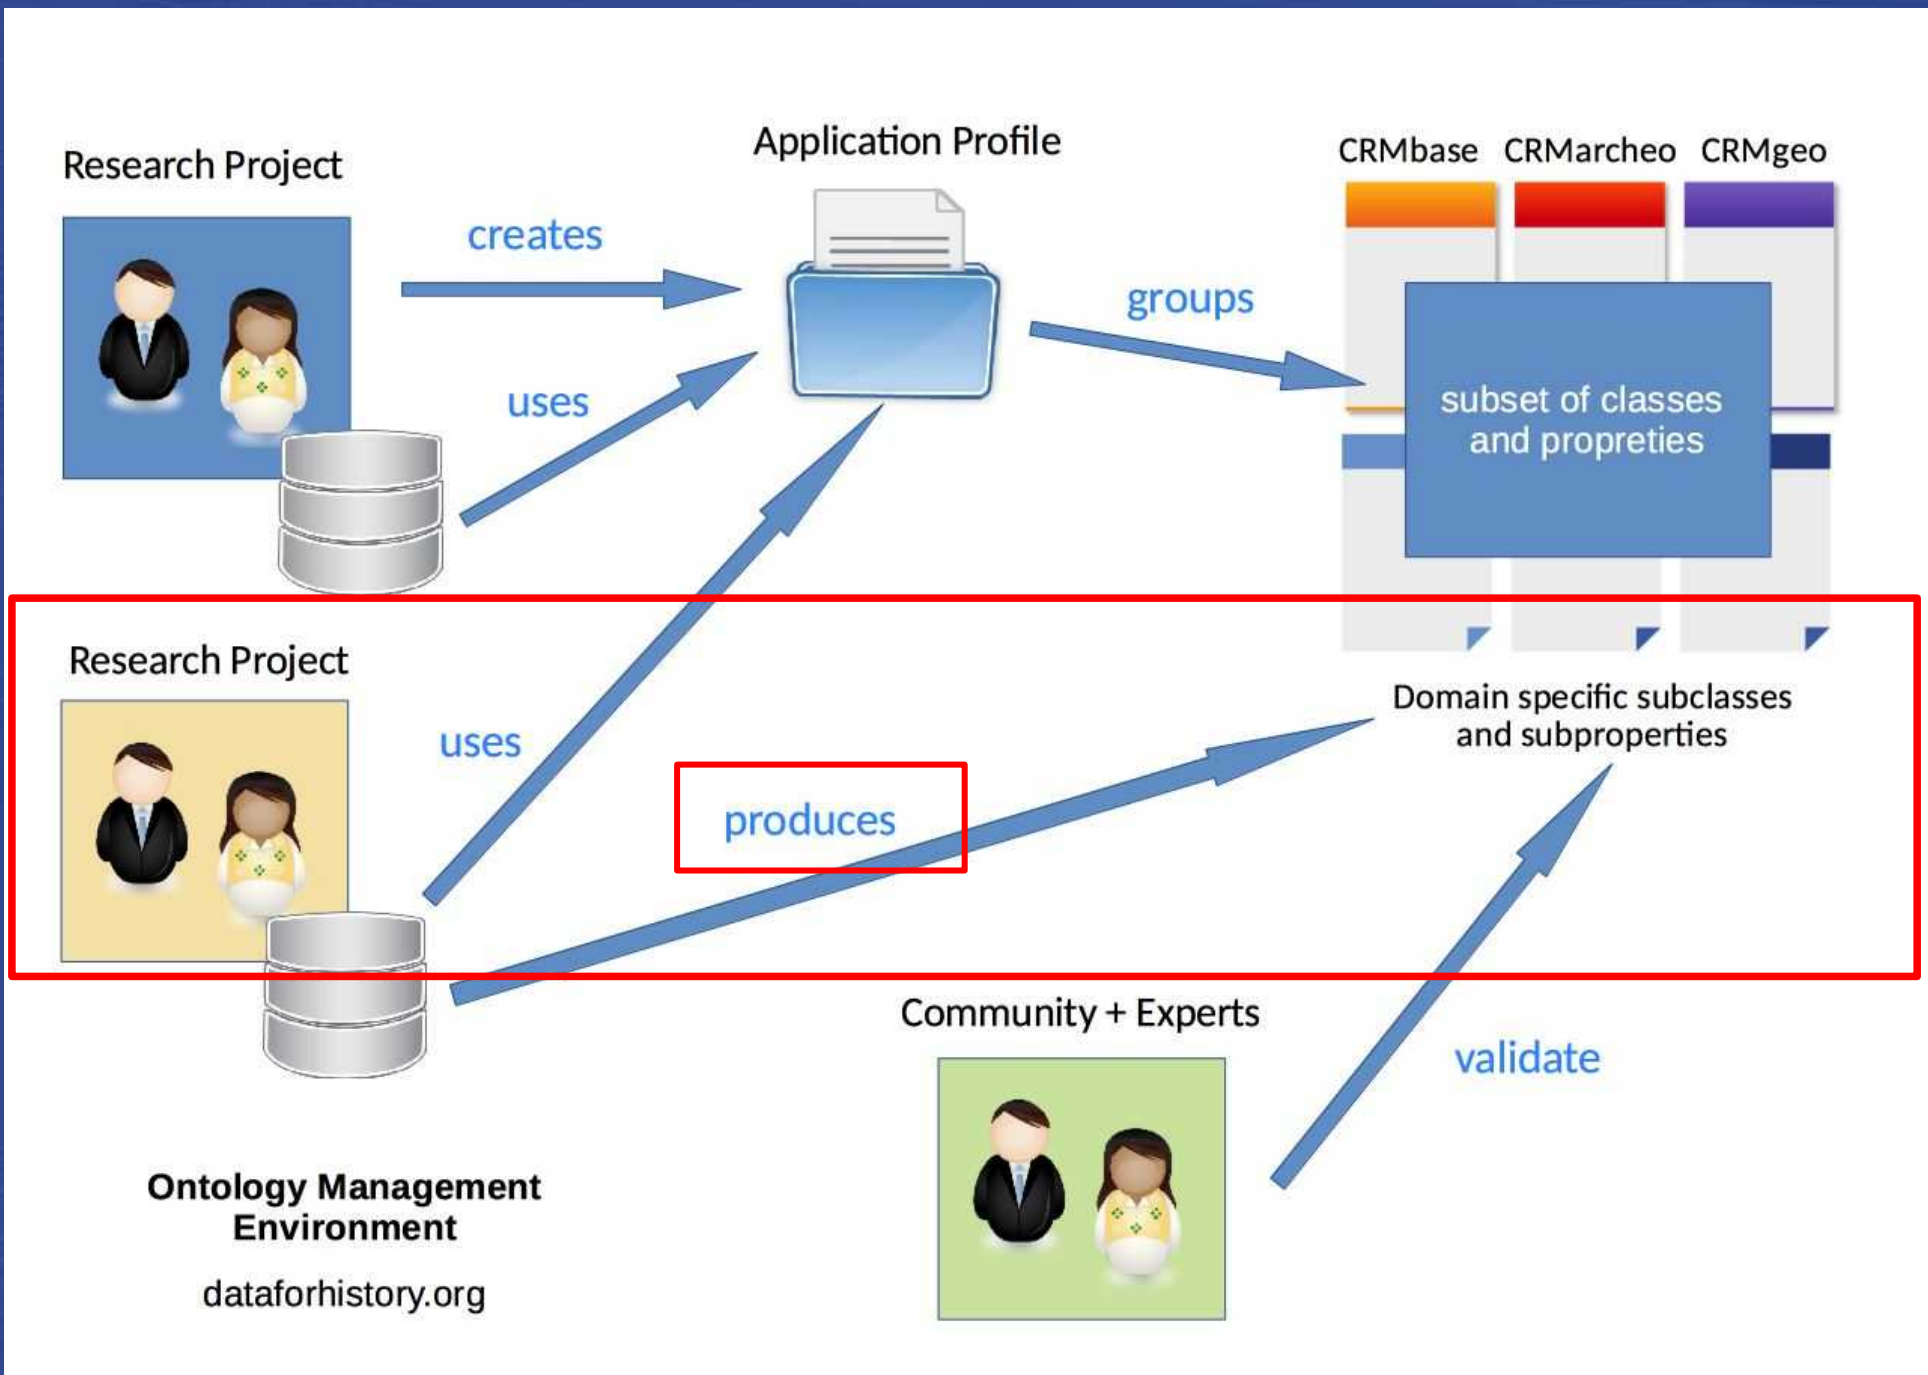 Research Project
Application Profile
CRMbase CRMarcheo CRMgeo
creates
uses
groups
subset of classes
and propreties
Research Project
uses
produces
Domain specific subclasses
and subproperties
Community + Experts
validate
Ontology Management
Environment
dataforhistory.org